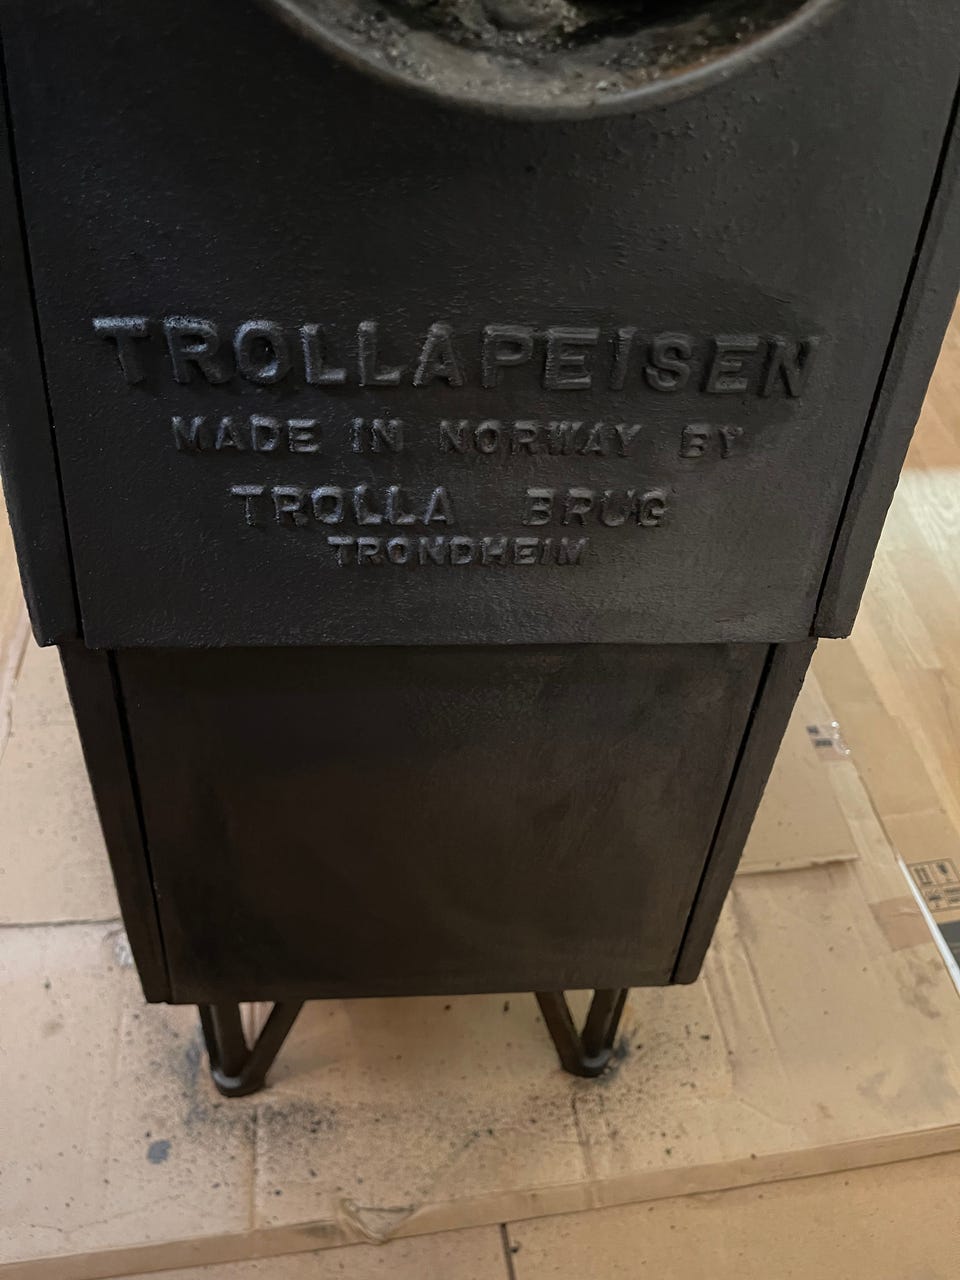 TROLLAPEISEN
MADE IN NORWAY BY
TROLLA BRUG
TRONDHEIM